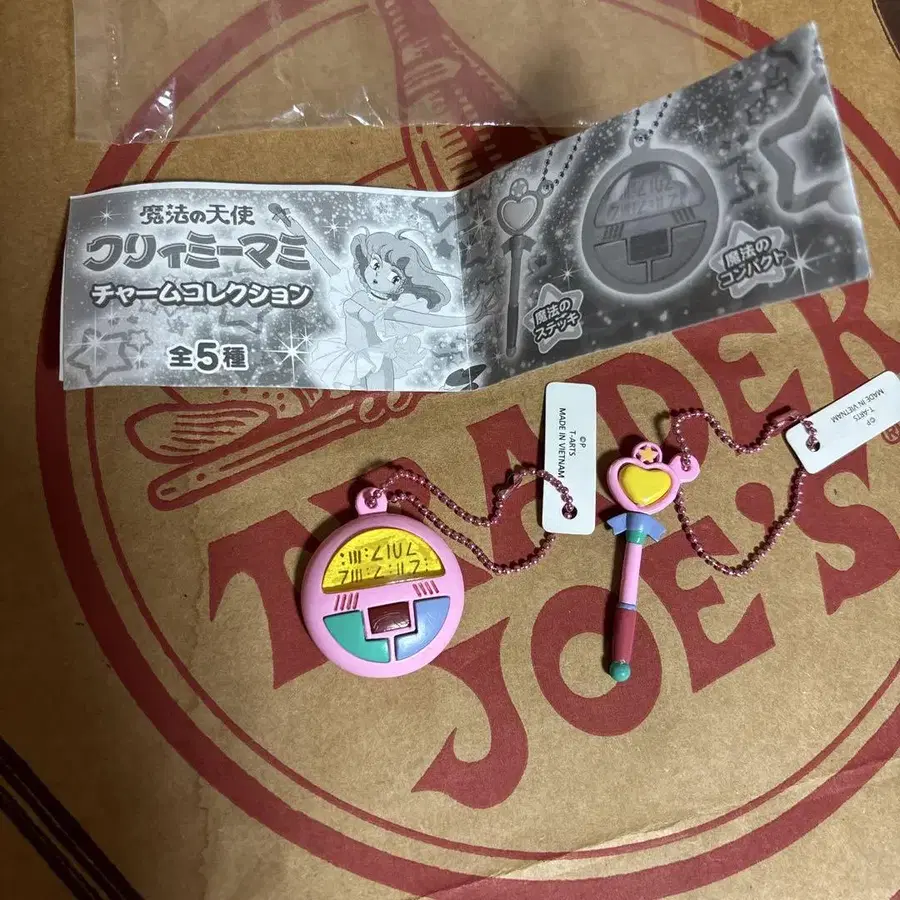 魔法の天使
クリィミーマミ
チャームコレクション
全5種
魔法の
ステッキ
魔法の
コンパクト
©P
T-ARTS
MADE IN VIETNAM
©P
T-ARTS
MADE IN VIETNAM
TRADER
JOE'S
®